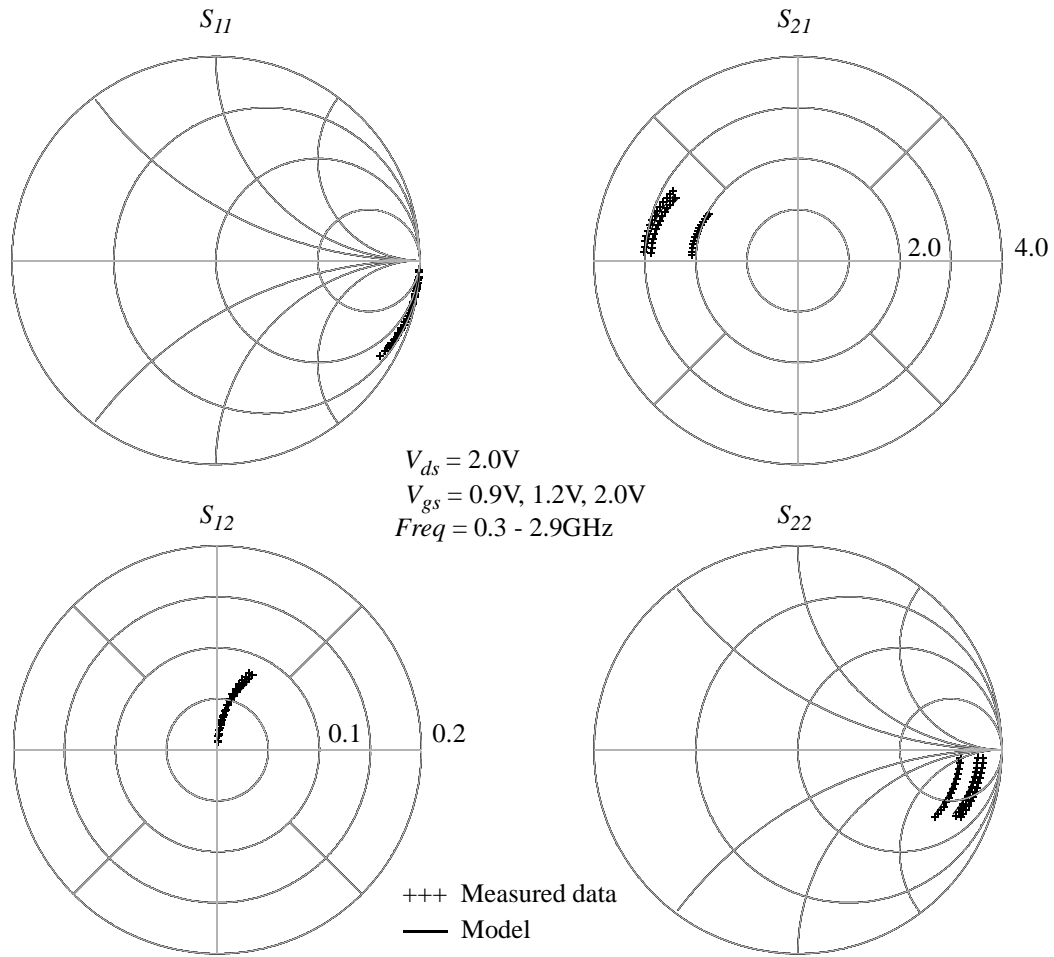 S11
S21
2.0
4.0
Vds = 2.0V
Vgs = 0.9V, 1.2V, 2.0V
Freq = 0.3 - 2.9GHz
S12
S22
0.1
0.2
+++ Measured data
Model